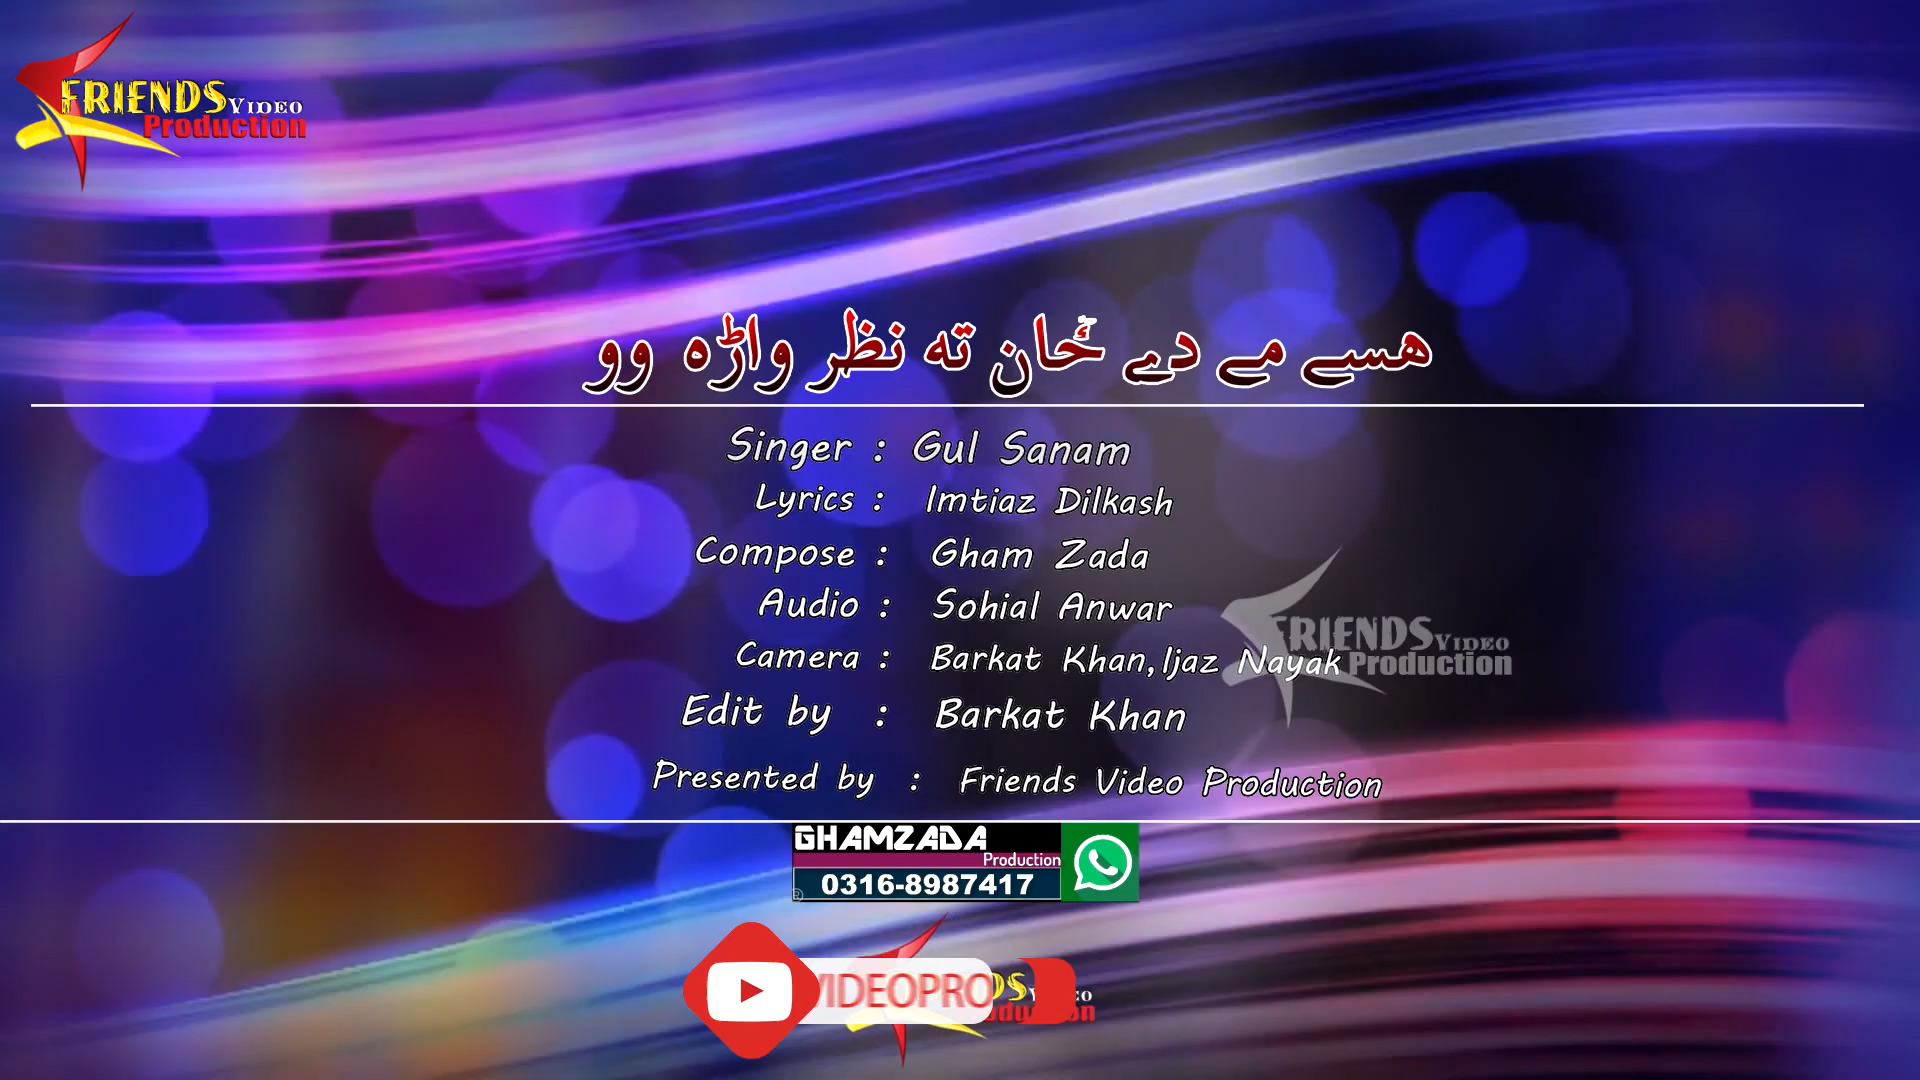 FRIENDS VIDEO
Production
هسے مے دے ځان ته نظر واڑه وو
Singer : Gul Sanam
Lyrics : Imtiaz Dilkash
Compose : Gham Zada
Audio : Sohial Anwar
Camera : Barkat Khan,Ijaz Nayak
Edit by : Barkat Khan
Presented by : Friends Video Production
FRIENDS VIDEO
Production
GHAMZADA
Production
0316-8987417
VIDEOPRO